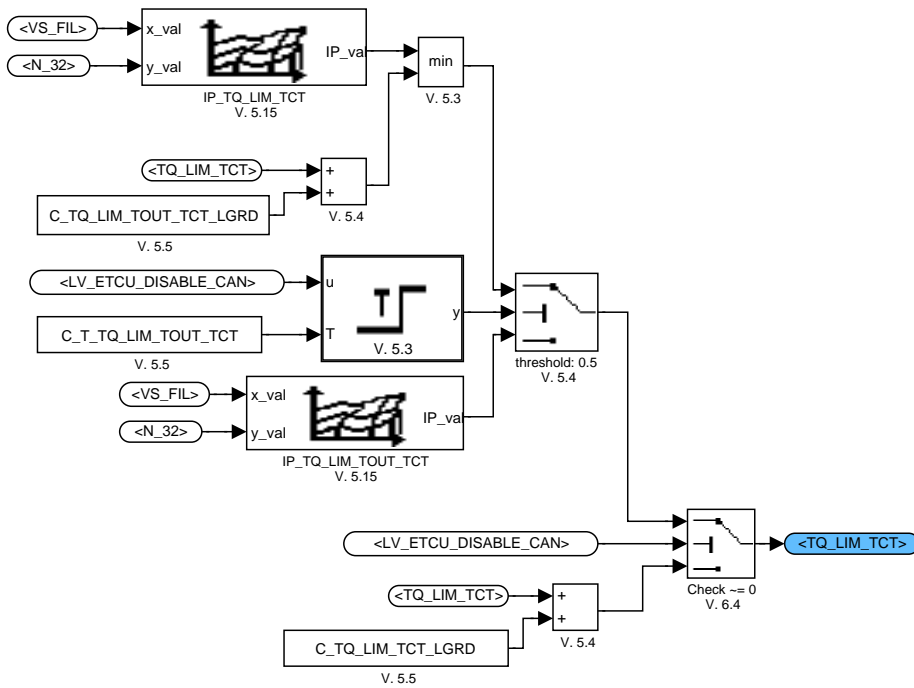 <VS_FIL>
x_val
<N_32>
y_val
IP_val
IP_TQ_LIM_TCT
V. 5.15
min
V. 5.3
<TQ_LIM_TCT>
+
+
V. 5.4
C_TQ_LIM_TOUT_TCT_LGRD
V. 5.5
<LV_ETCU_DISABLE_CAN>
u
T
y
V. 5.3
C_T_TQ_LIM_TOUT_TCT
V. 5.5
threshold: 0.5
V. 5.4
<VS_FIL>
x_val
<N_32>
y_val
IP_val
IP_TQ_LIM_TOUT_TCT
V. 5.15
<LV_ETCU_DISABLE_CAN>
<TQ_LIM_TCT>
Check ~= 0
V. 6.4
<TQ_LIM_TCT>
+
+
V. 5.4
C_TQ_LIM_TCT_LGRD
V. 5.5